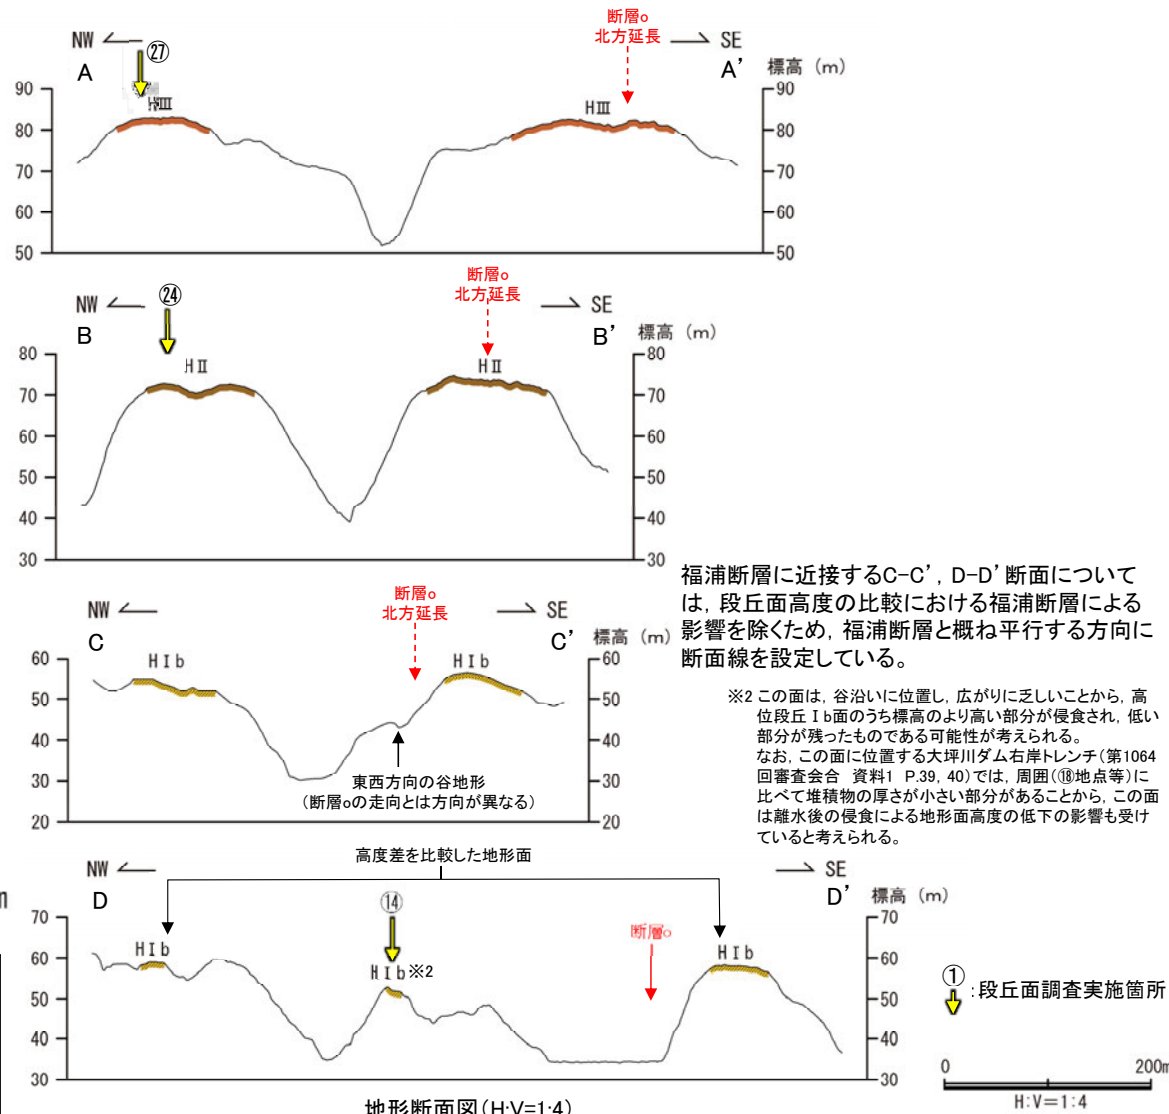 断層o
北方延長
NW
SE
㉗
A
A’
標高（m）
HⅢ
HⅢ
90
80
70
60
50
90
80
70
60
50
断層o
北方延長
NW
SE
㉔
B
B’
標高（m）
HⅡ
HⅡ
80
70
60
50
40
30
80
70
60
50
40
30
福浦断層に近接するC-C’，D-D’断面について
は，段丘面高度の比較における福浦断層による
影響を除くため，福浦断層と概ね平行する方向に
断面線を設定している。
断層o
北方延長
NW
SE
C
C’
標高（m）
HⅠb
HⅠb
60
50
40
30
20
60
50
40
30
20
東西方向の谷地形
（断層oの走向とは方向が異なる）
※2 この面は，谷沿いに位置し，広がりに乏しいことから，高
位段丘Ⅰb面のうち標高のより高い部分が侵食され，低い
部分が残ったものである可能性が考えられる。
なお，この面に位置する大坪川ダム右岸トレンチ（第1064
回審査会合 資料1 P.39, 40）では，周囲（⑱地点等）に
比べて堆積物の厚さが小さい部分があることから，この面
は離水後の侵食による地形面高度の低下の影響も受け
ていると考えられる。
高度差を比較した地形面
NW
SE
D
D’
標高（m）
⑭
断層o
HⅠb
HⅠb※2
HⅠb
70
60
50
40
30
70
60
50
40
30
①
：段丘面調査実施箇所
0
200m
H:V=1:4
地形断面図(H:V=1:4)